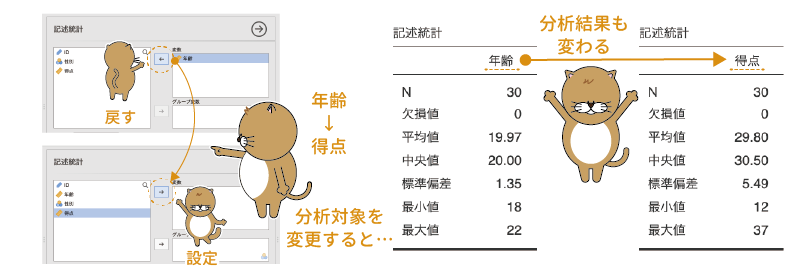 記述統計
ID
性別
得点
変数
年齢
グループ変数
戻す
年齢
↓
得点
記述統計
ID
年齢
性別
得点
変数
グルー
設定
分析対象を
変更すると…
分析結果も
変わる
記述統計
年齢
N 30
欠損値 0
平均値 19.97
中央値 20.00
標準偏差 1.35
最小値 18
最大値 22
記述統計
得点
N 30
欠損値 0
平均値 29.80
中央値 30.50
標準偏差 5.49
最小値 12
最大値 37